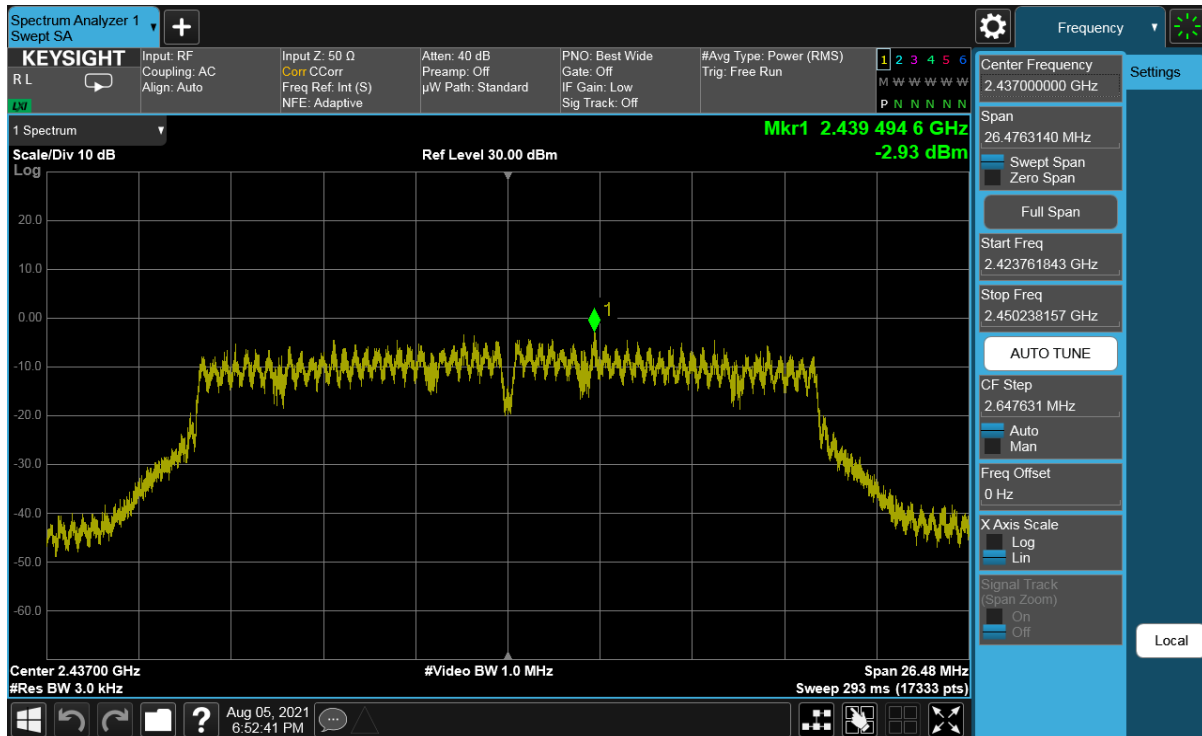 Spectrum Analyzer 1
Swept SA
+
Frequency
KEYSIGHT
R L
LXI
Input: RF
Coupling: AC
Align: Auto
Input Z: 50 Ω
Corr CCorr
Freq Ref: Int (S)
NFE: Adaptive
Atten: 40 dB
Preamp: Off
µW Path: Standard
PNO: Best Wide
Gate: Off
IF Gain: Low
Sig Track: Off
#Avg Type: Power (RMS)
Trig: Free Run
1 2 3 4 5 6
M W W W W W
P N N N N N
1 Spectrum
Mkr1 2.439 494 6 GHz
-2.93 dBm
Scale/Div 10 dB
Ref Level 30.00 dBm
Log
20.0
10.0
0.00
-10.0
-20.0
-30.0
-40.0
-50.0
-60.0
1
Center 2.43700 GHz
#Video BW 1.0 MHz
Span 26.48 MHz
#Res BW 3.0 kHz
Sweep 293 ms (17333 pts)
Center Frequency
2.437000000 GHz
Span
26.4763140 MHz
Swept Span
Zero Span
Full Span
Start Freq
2.423761843 GHz
Stop Freq
2.450238157 GHz
AUTO TUNE
CF Step
2.647631 MHz
Auto
Man
Freq Offset
0 Hz
X Axis Scale
Log
Lin
Signal Track
(Span Zoom)
On
Off
Settings
Local
?
Aug 05, 2021
6:52:41 PM